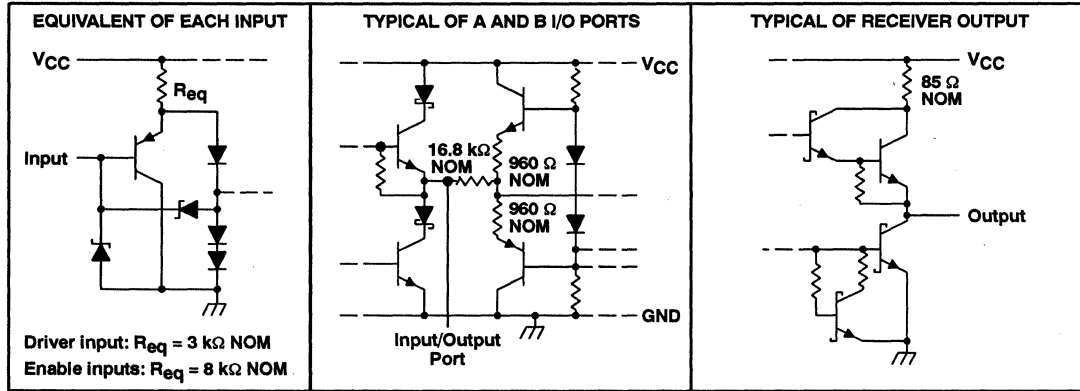 EQUIVALENT OF EACH INPUT
VCC
Req
Input
Driver input: Req = 3 kΩ NOM
Enable inputs: Req = 8 kΩ NOM
TYPICAL OF A AND B I/O PORTS
VCC
16.8 kΩ
NOM
960 Ω
NOM
960 Ω
NOM
GND
Input/Output
Port
TYPICAL OF RECEIVER OUTPUT
VCC
85 Ω
NOM
Output